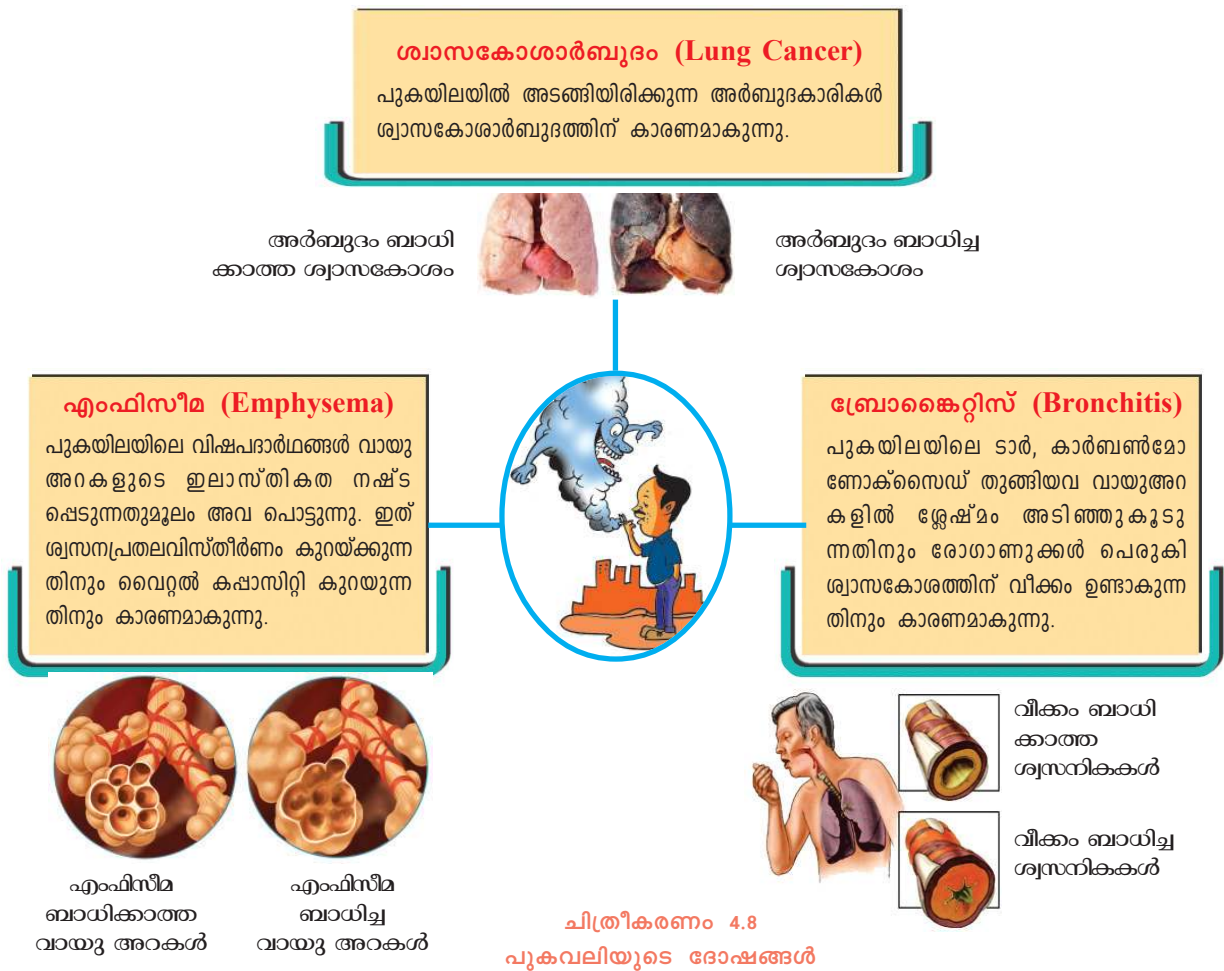 ശ്വാസകോശാർബുദം (Lung Cancer)
പുകയിലയിൽ അടങ്ങിയിരിക്കുന്ന അർബുദകാരികൾ
ശ്വാസകോശാർബുദത്തിന് കാരണമാകുന്നു.
അർബുദം ബാധി
ക്കാത്ത ശ്വാസകോശം
അർബുദം ബാധിച്ച
ശ്വാസകോശം
എംഫിസീമ (Emphysema)
പുകയിലയിലെ വിഷപദാർഥങ്ങൾ വായു
അറകളുടെ ഇലാസ്തികത നഷ്ട
പ്പെടുന്നതുമൂലം അവ പൊട്ടുന്നു. ഇത്
ശ്വസനപ്രതലവിസ്തീർണം കുറയ്ക്കുന്ന
തിനും വൈറ്റൽ കപ്പാസിറ്റി കുറയുന്ന
തിനും കാരണമാകുന്നു.
ബ്രോങ്കൈറ്റിസ് (Bronchitis)
പുകയിലയിലെ ടാർ, കാർബൺമോ
ണോക്സൈഡ് തുങ്ങിയവ വായുഅറ
കളിൽ ശ്ലേഷ്മം അടിഞ്ഞുകൂടു
ന്നതിനും രോഗാണുക്കൾ പെരുകി
ശ്വാസകോശത്തിന് വീക്കം ഉണ്ടാകുന്ന
തിനും കാരണമാകുന്നു.
എംഫിസീമ
ബാധിക്കാത്ത
വായു അറകൾ
എംഫിസീമ
ബാധിച്ച
വായു അറകൾ
വീക്കം ബാധി
ക്കാത്ത
ശ്വസനികകൾ
വീക്കം ബാധിച്ച
ശ്വസനികകൾ
ചിത്രീകരണം 4.8
പുകവലിയുടെ ദോഷങ്ങൾ